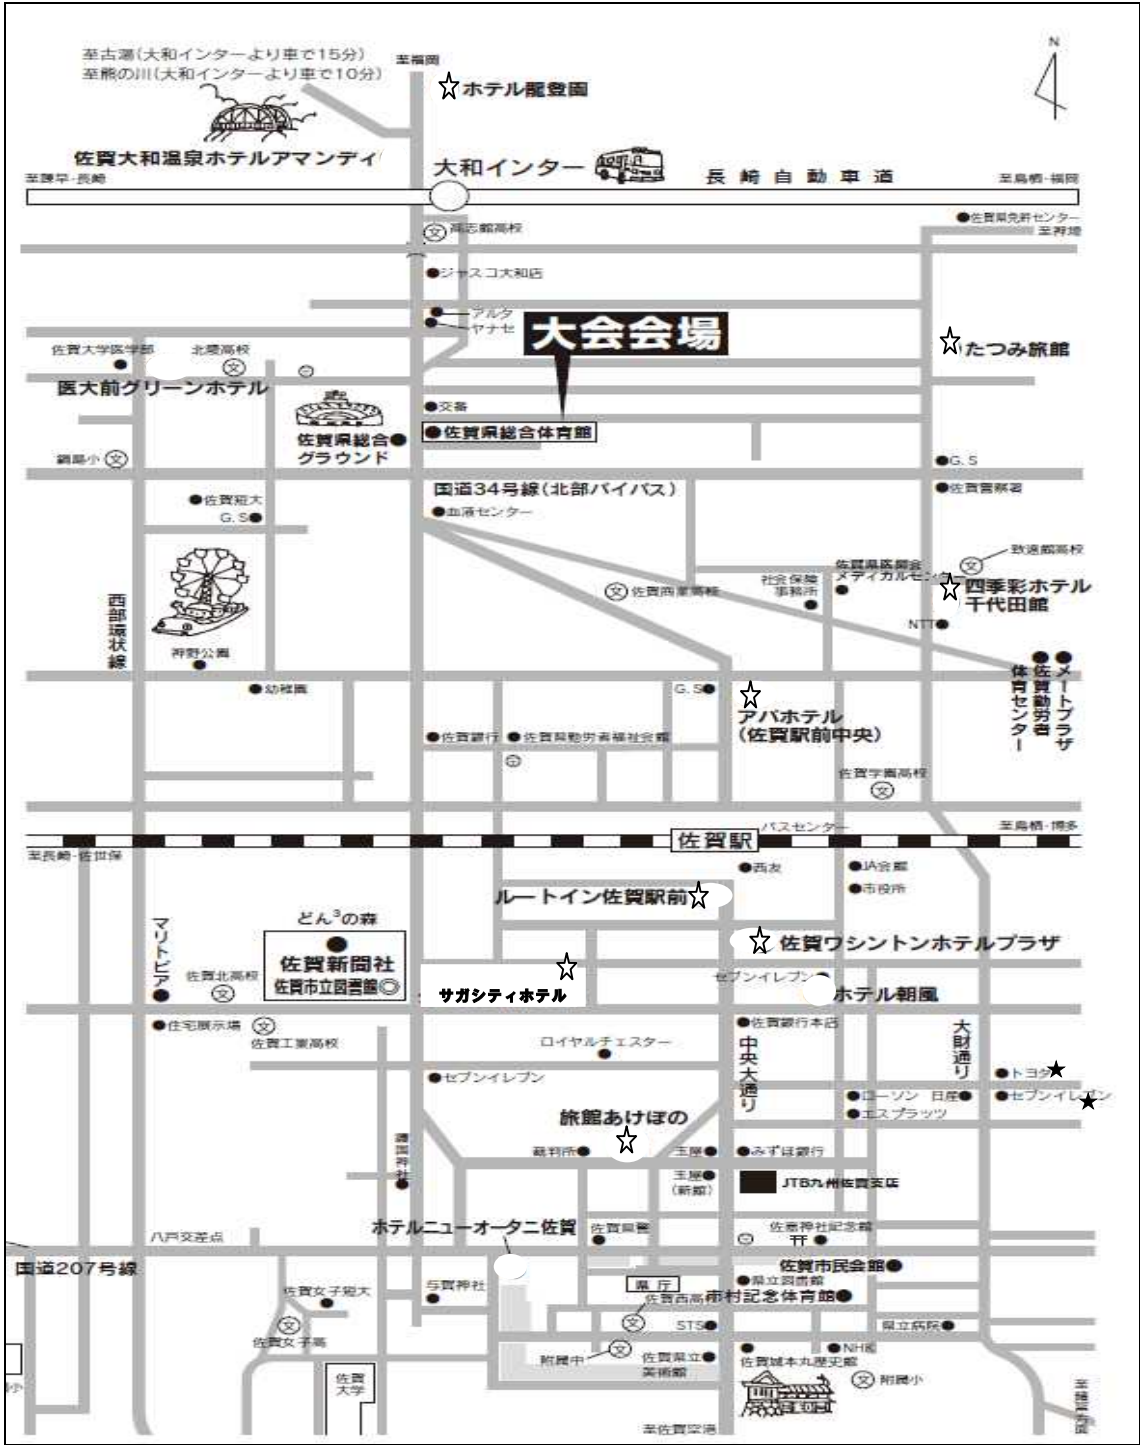 至古湯(大和インターより車で15分)
至熊の川(大和インターより車で10分)
至福岡
N
ホテル龍登園
佐賀大和温泉ホテルアマンディ
大和インター
長崎自動車道
至諫早・長崎
至鳥栖・福岡
佐賀県免許センター
至神埼
文
高志館高校
ジャスコ大和店
アルタ
ヤナセ
大会会場
たつみ旅館
佐賀大学医学部
北陵高校
文
医大前グリーンホテル
交番
佐賀県総合体育館
佐賀県総合
グラウンド
鍋島小
文
G.S
国道34号線(北部バイパス)
佐賀警察署
佐賀短大
G.S
血液センター
致遠館高校
文
佐賀県医師会
メディカルセンター
社会保険
事務所
文
佐賀商業高校
四季彩ホテル
千代田館
NTT
西部環状線
神野公園
メートプラザ
佐賀勤労者
体育センター
幼稚園
G.S
アパホテル
(佐賀駅前中央)
佐賀銀行
佐賀県勤労者福祉会館
佐賀学園高校
文
佐賀駅
バスセンター
至鳥栖・博多
至長崎・佐世保
西友
JA会館
市役所
ルートイン佐賀駅前
どん3の森
佐賀新聞社
佐賀市立図書館
マリトピア
佐賀北高校
文
佐賀ワシントンホテルプラザ
セブンイレブン
サガシティホテル
ホテル朝風
住宅展示場
文
佐賀工業高校
佐賀銀行本店
中央大通り
大財通り
ロイヤルチェスター
セブンイレブン
トヨタ
セブンイレブン
ローソン
日産
エスプラッツ
旅館あけぼの
護国神社
裁判所
玉屋
みずほ銀行
玉屋
(新館)
JTB九州佐賀支店
ホテルニューオータニ佐賀
佐賀県警
佐嘉神社記念館
八戸交差点
国道207号線
佐賀市民会館
県庁
県立図書館
佐賀女子短大
与賀神社
佐賀西高
市村記念体育館
文
文
佐賀女子高
STS
県立病院
附属中
文
佐賀県立
美術館
NHK
佐賀城本丸歴史館
文
附属小
佐賀
大学
小
至佐賀空港